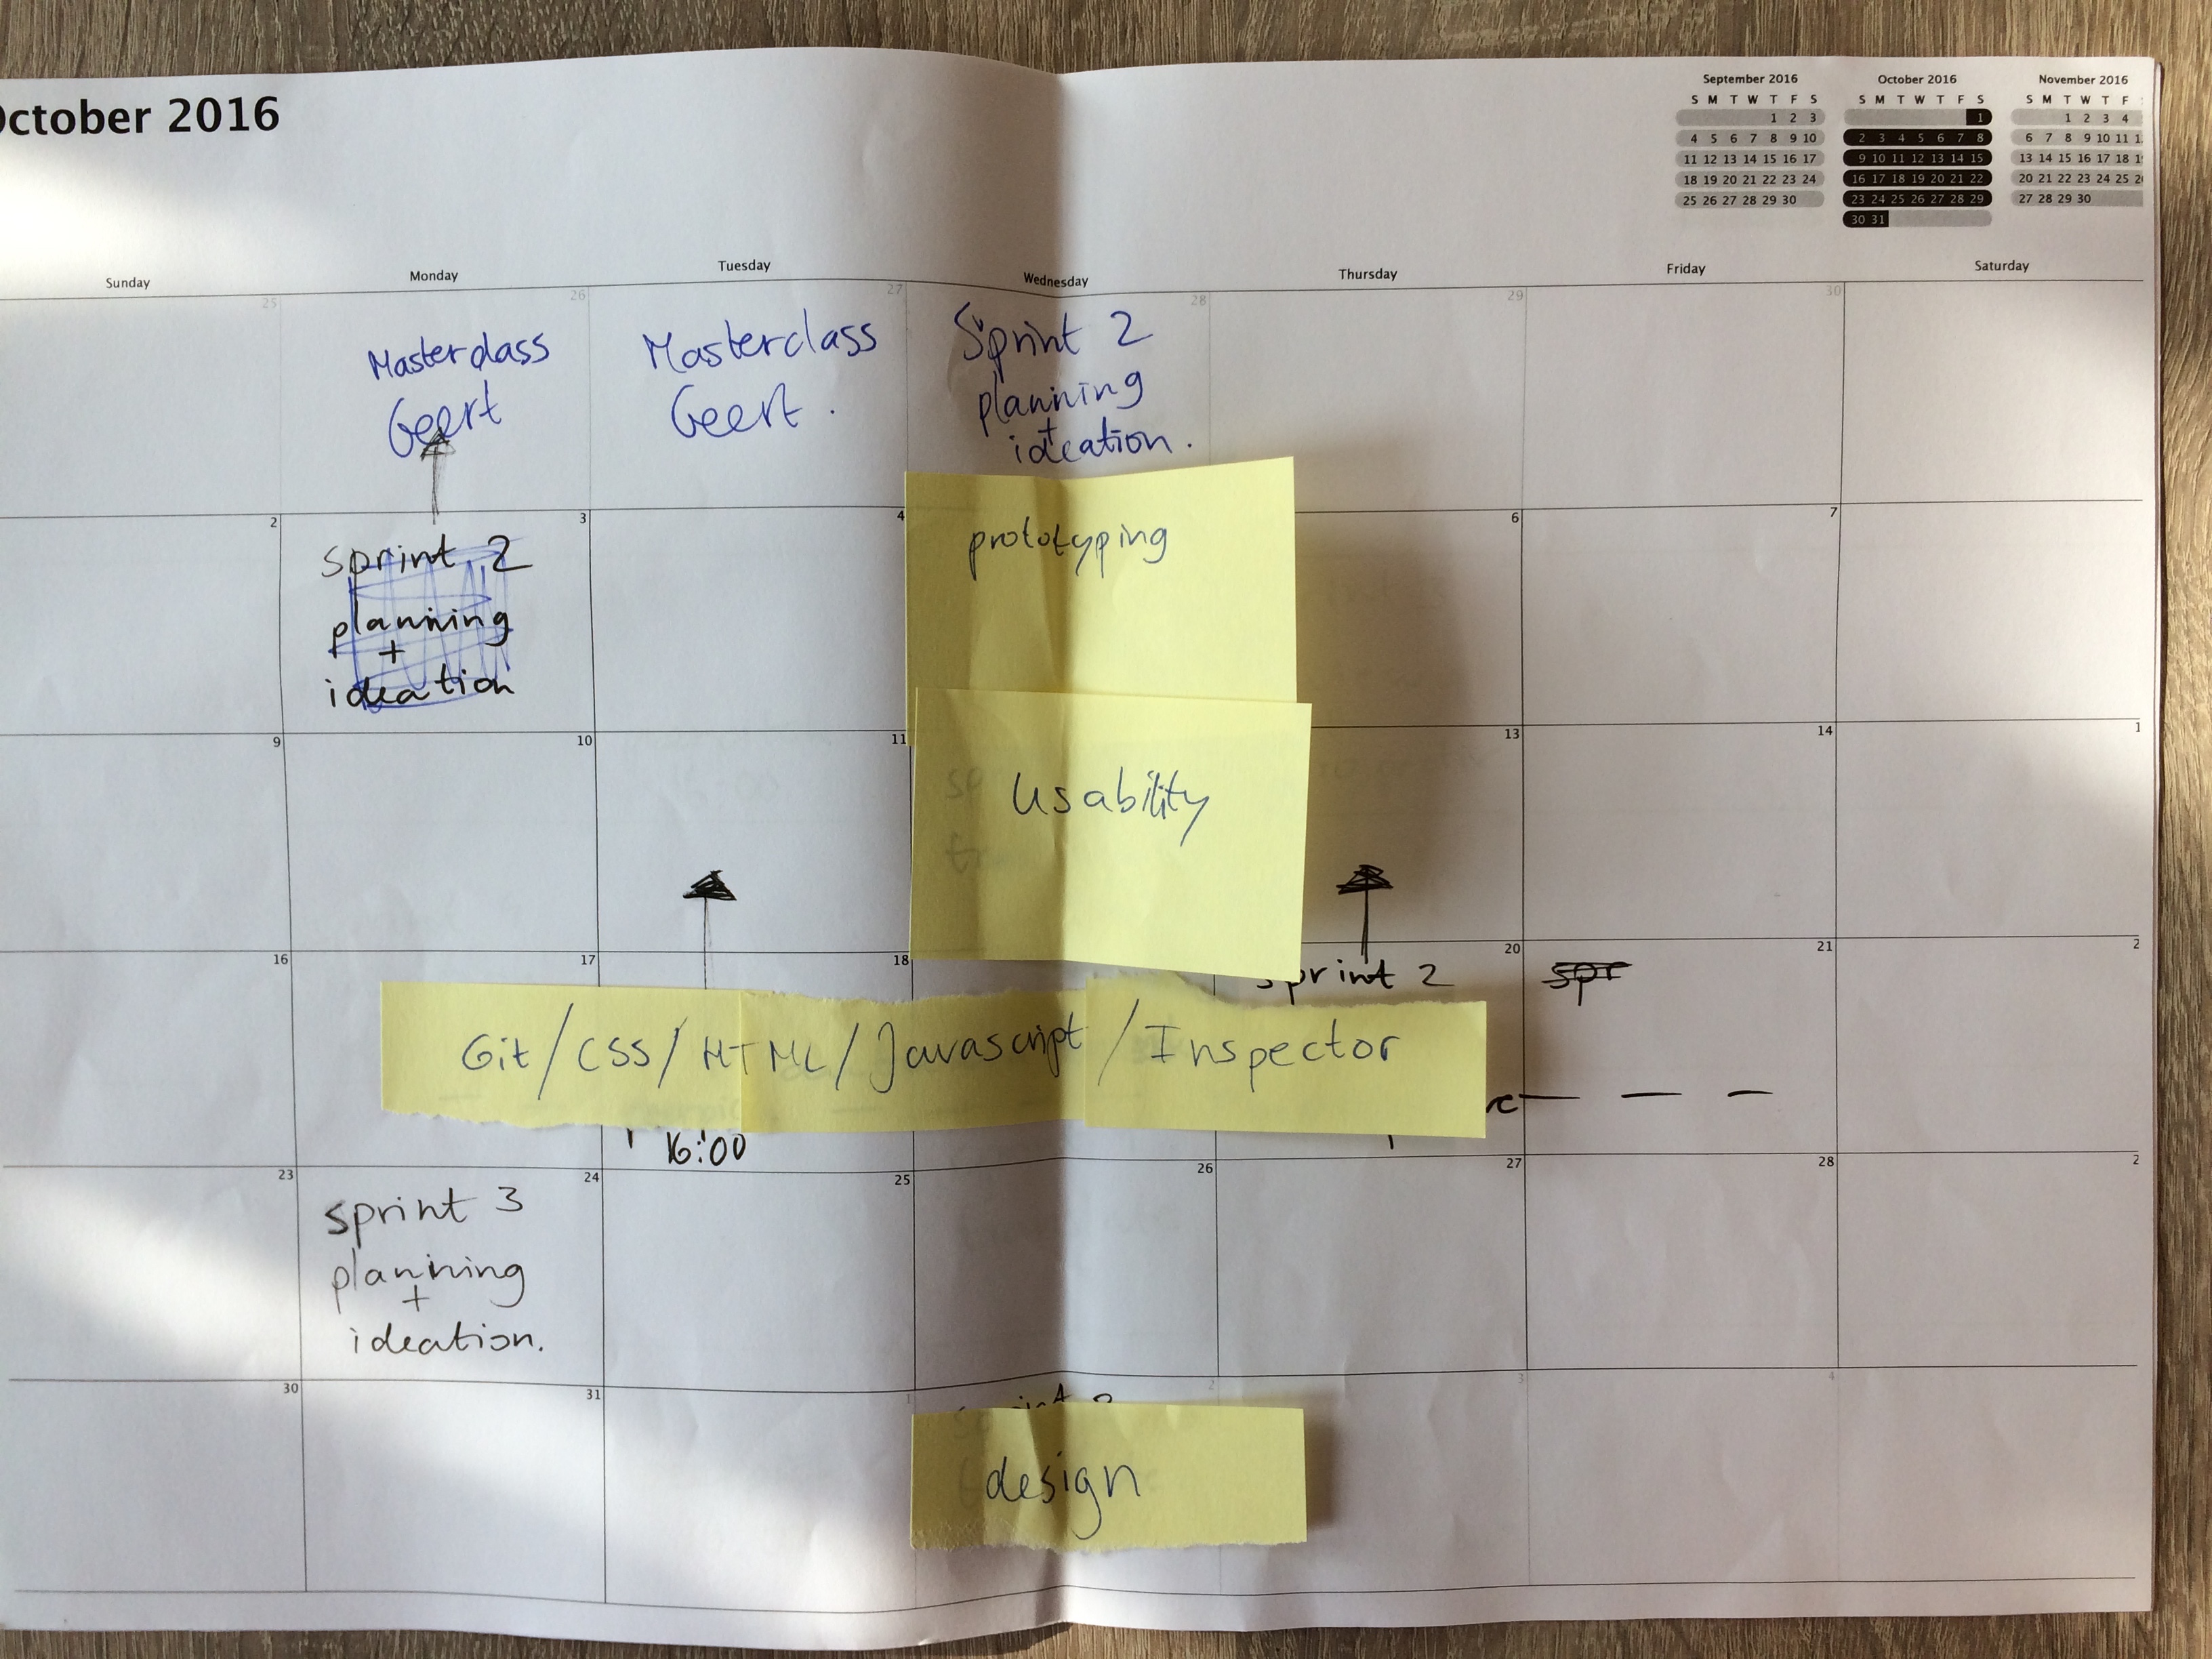 October 2016
September 2016
S M T W T F S
1 2 3
4 5 6 7 8 9 10
11 12 13 14 15 16 17
18 19 20 21 22 23 24
25 26 27 28 29 30
October 2016
S M T W T F S
1
2 3 4 5 6 7 8
9 10 11 12 13 14 15
16 17 18 19 20 21 22
23 24 25 26 27 28 29
30 31
November 2016
S M T W T F
1 2 3 4
6 7 8 9 10 11
13 14 15 16 17 18
20 21 22 23 24 25
27 28 29 30
Sunday Monday Tuesday Wednesday Thursday Friday Saturday
25 26 27 28 29 30
Masterclass
Geert
Masterclass
Geert.
Sprint 2
planning
+
ideation.
2 3 4 6 7
sprint 2
planning
+
ideation
prototyping
9 10 11 13 14
Usability
16 17 18 20 21
sprint 2
spr
Git/CSS/HTML/Javascript/Inspector
16:00
23 24 25 26 27 28
sprint 3
planning
+
ideation.
30 31 1 2 3 4
design